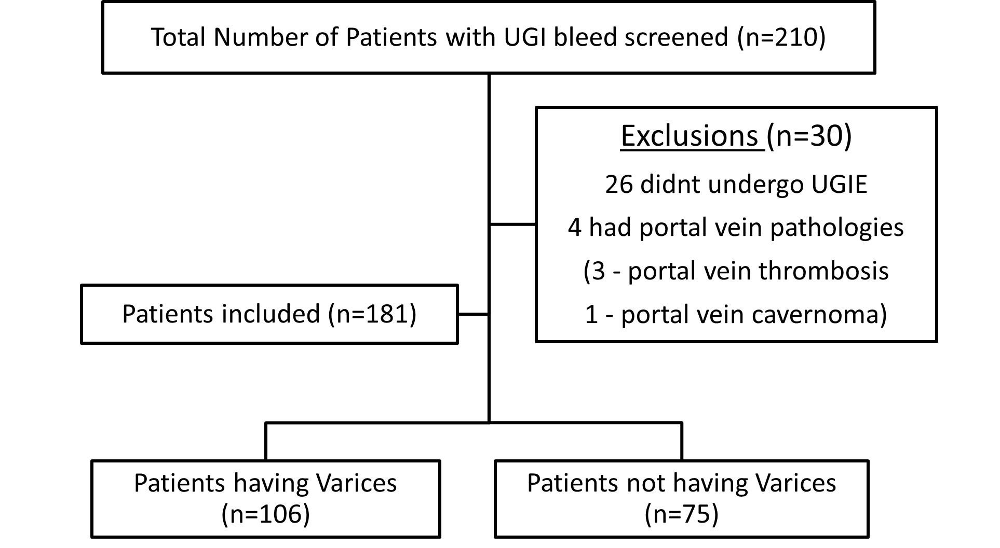 Total Number of Patients with UGI bleed screened (n=210)
Exclusions (n=30)
26 didnt undergo UGIE
4 had portal vein pathologies
(3 - portal vein thrombosis
1 - portal vein cavernoma)
Patients included (n=181)
Patients having Varices
(n=106)
Patients not having Varices
(n=75)